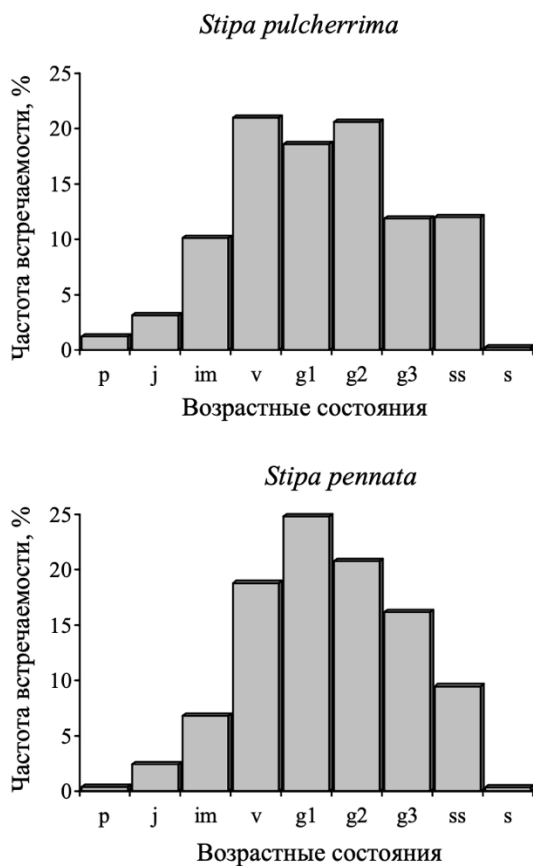 Stipa pulcherrima
Частота встречаемости, %
25
20
15
10
5
0
p j im v g1 g2 g3 ss s
Возрастные состояния
Stipa pennata
Частота встречаемости, %
25
20
15
10
5
0
p j im v g1 g2 g3 ss s
Возрастные состояния